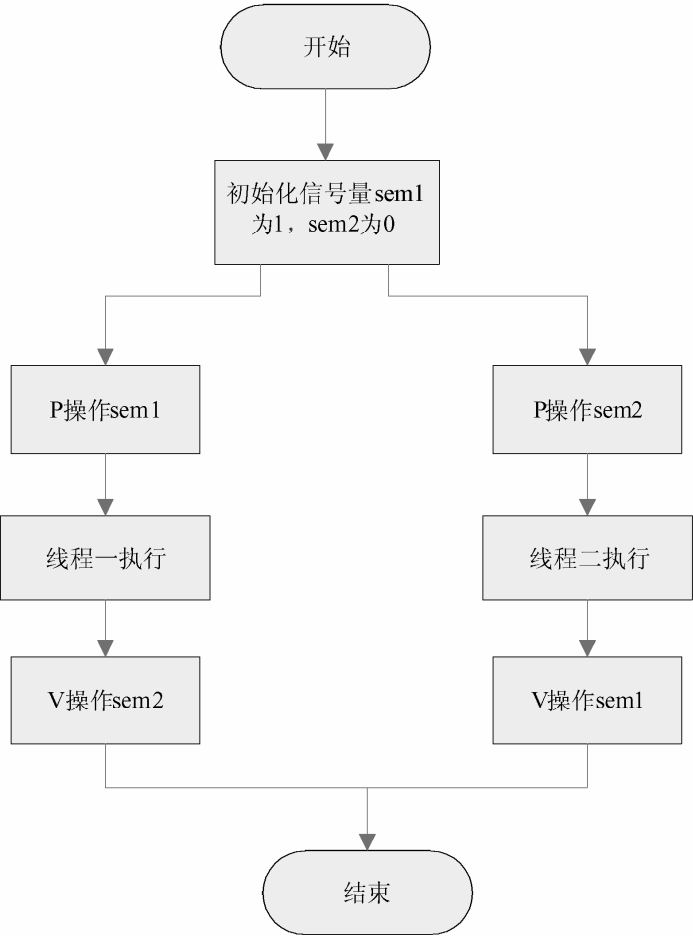 开始
初始化信号量sem1
为1，sem2为0
P操作sem1
P操作sem2
线程一执行
线程二执行
V操作sem2
V操作sem1
结束